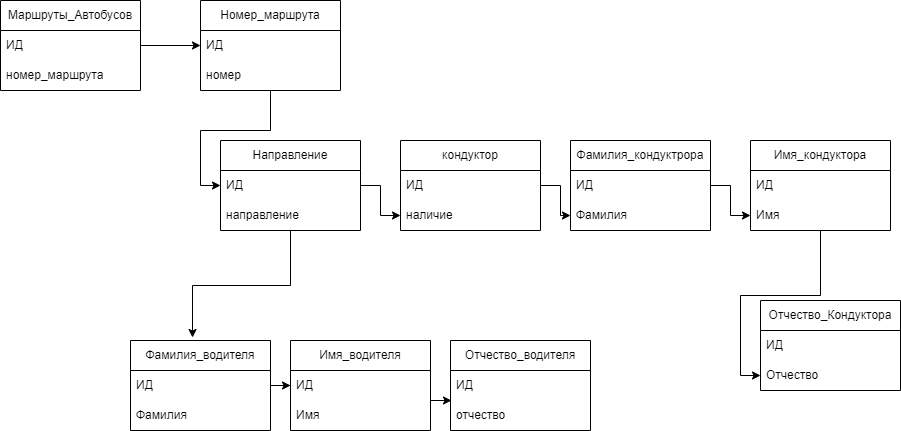 Маршруты_Автобусов
ИД
номер_маршрута
Номер_маршрута
ИД
номер
Направление
ИД
направление
кондуктор
ИД
наличие
Фамилия_кондуктрора
ИД
Фамилия
Имя_кондуктора
ИД
Имя
Отчество_Кондуктора
ИД
Отчество
Фамилия_водителя
ИД
Фамилия
Имя_водителя
ИД
Имя
Отчество_водителя
ИД
отчество